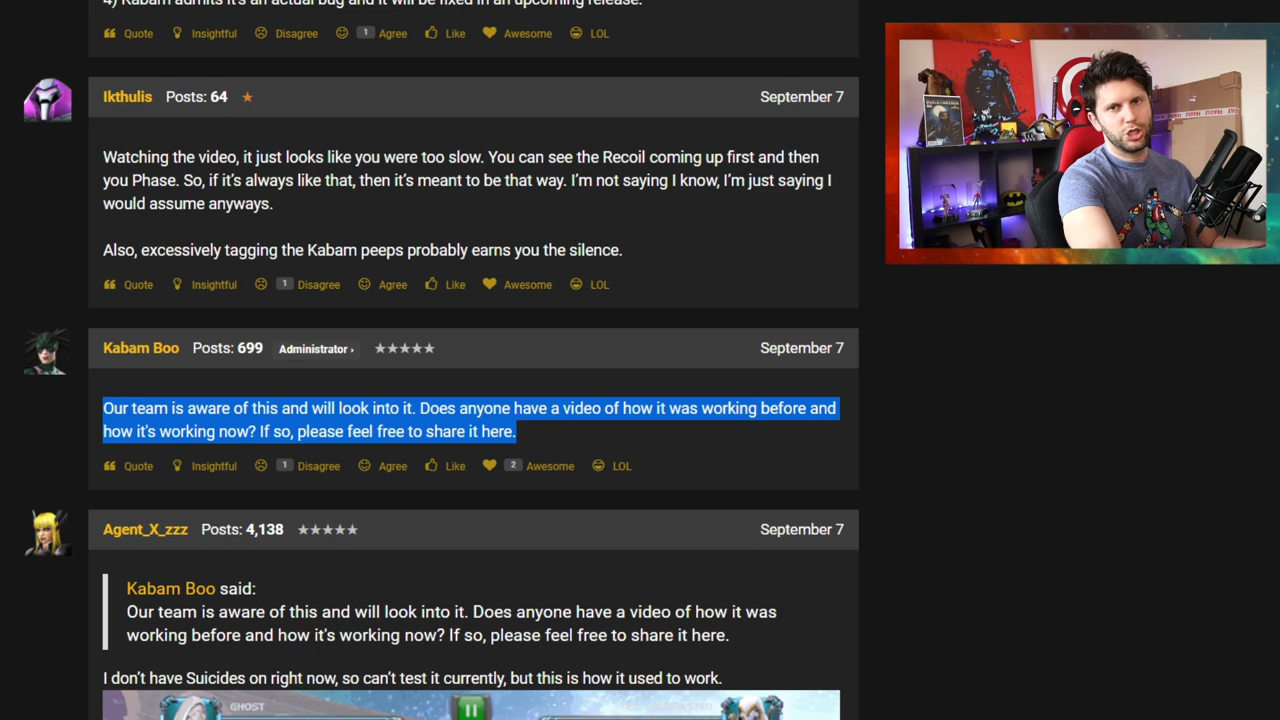 4) Kabam admits it's an actual bug and it will be fixed in an upcoming release.
Quote Insightful Disagree 1 Agree Like Awesome LOL
Ikthulis Posts: 64 September 7
Watching the video, it just looks like you were too slow. You can see the Recoil coming up first and then
you Phase. So, if it's always like that, then it's meant to be that way. I'm not saying I know, I'm just saying I
would assume anyways.
Also, excessively tagging the Kabam peeps probably earns you the silence.
Quote Insightful 1 Disagree Agree Like Awesome LOL
Kabam Boo Posts: 699 Administrator › ★★★★★ September 7
Our team is aware of this and will look into it. Does anyone have a video of how it was working before and
how it's working now? If so, please feel free to share it here.
Quote Insightful 1 Disagree Agree Like 2 Awesome LOL
Agent_X_zzz Posts: 4,138 ★★★★★ September 7
Kabam Boo said:
Our team is aware of this and will look into it. Does anyone have a video of how it was
working before and how it's working now? If so, please feel free to share it here.
I don't have Suicides on right now, so can't test it currently, but this is how it used to work.
GHOST